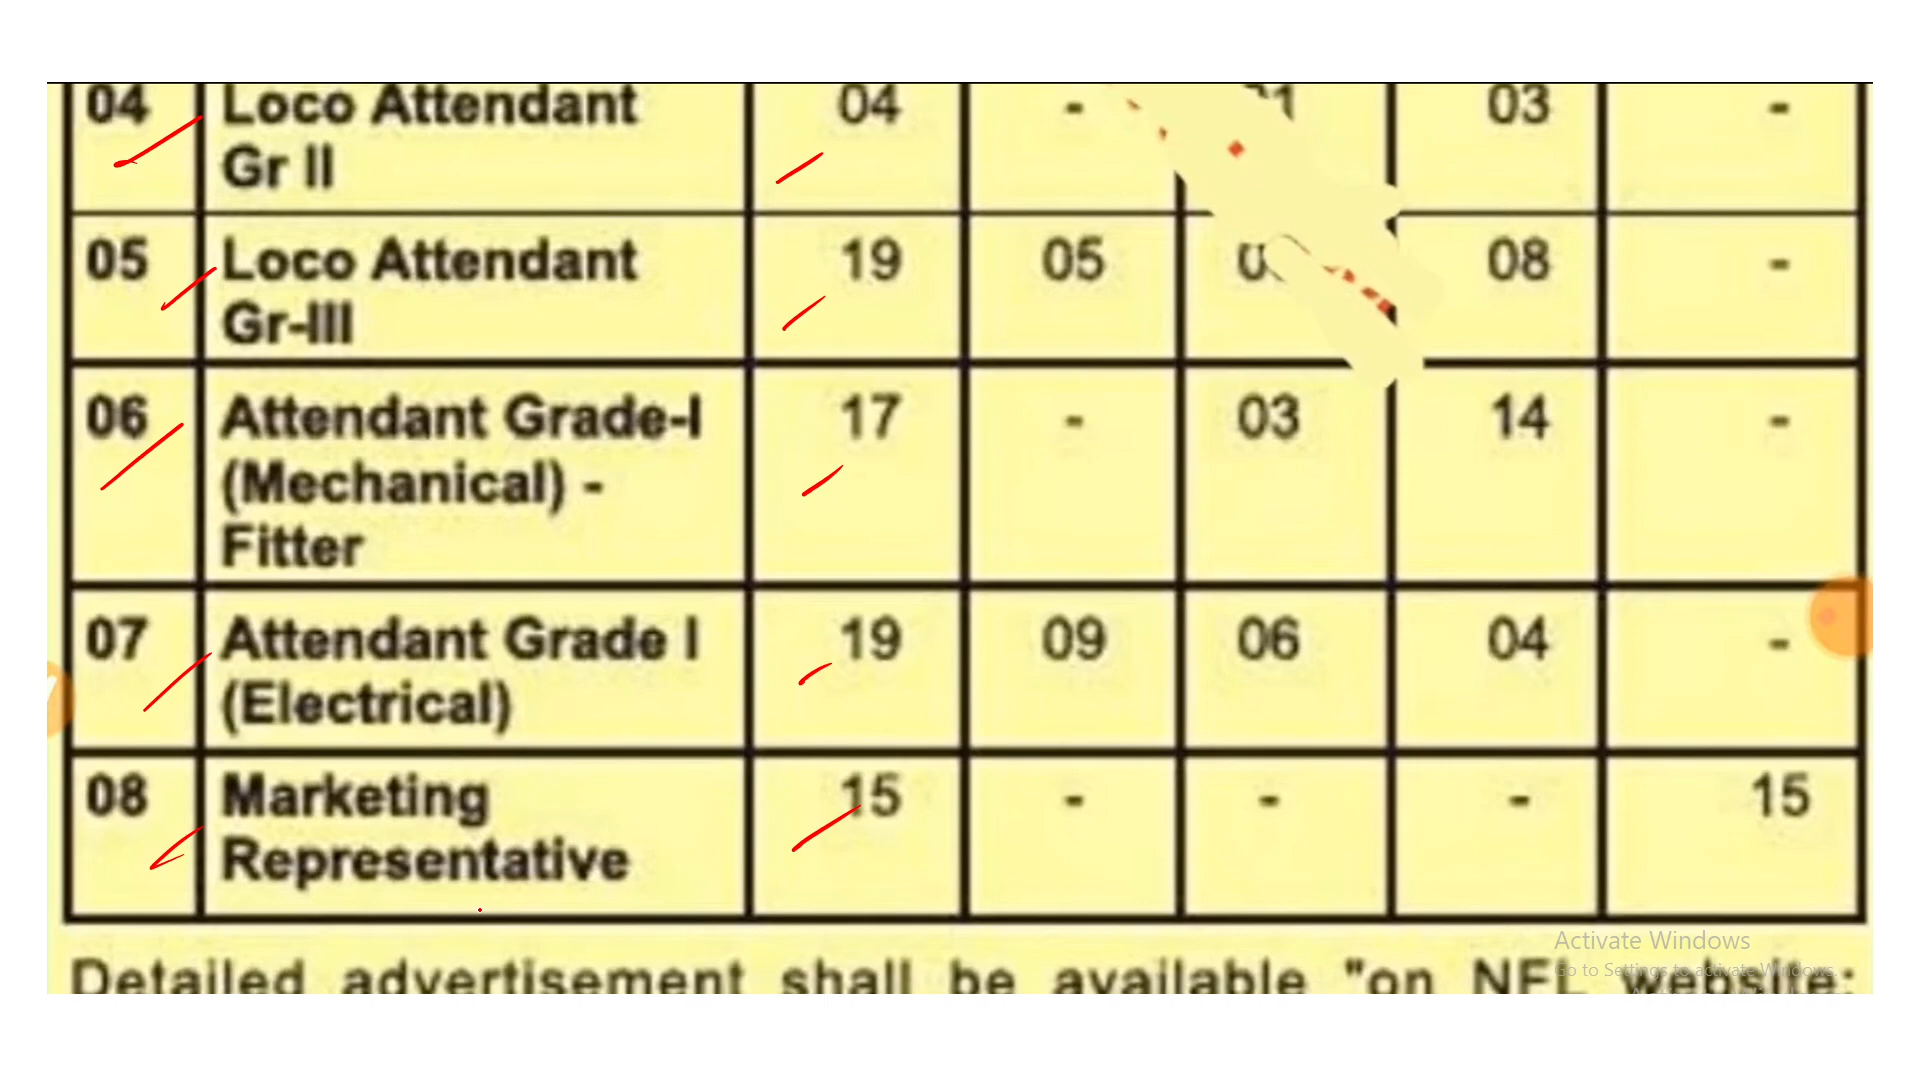 04 Loco Attendant 04 - 03 -
Gr II
05 Loco Attendant 19 05 08 -
Gr-III
06 Attendant Grade-I 17 - 03 14 -
(Mechanical) -
Fitter
07 Attendant Grade I 19 09 06 04 -
(Electrical)
08 Marketing 15 - - - 15
Representative
Activate Windows
Go to Settings to activate Windows.
Detailed advertisement shall be available "on NFL website: